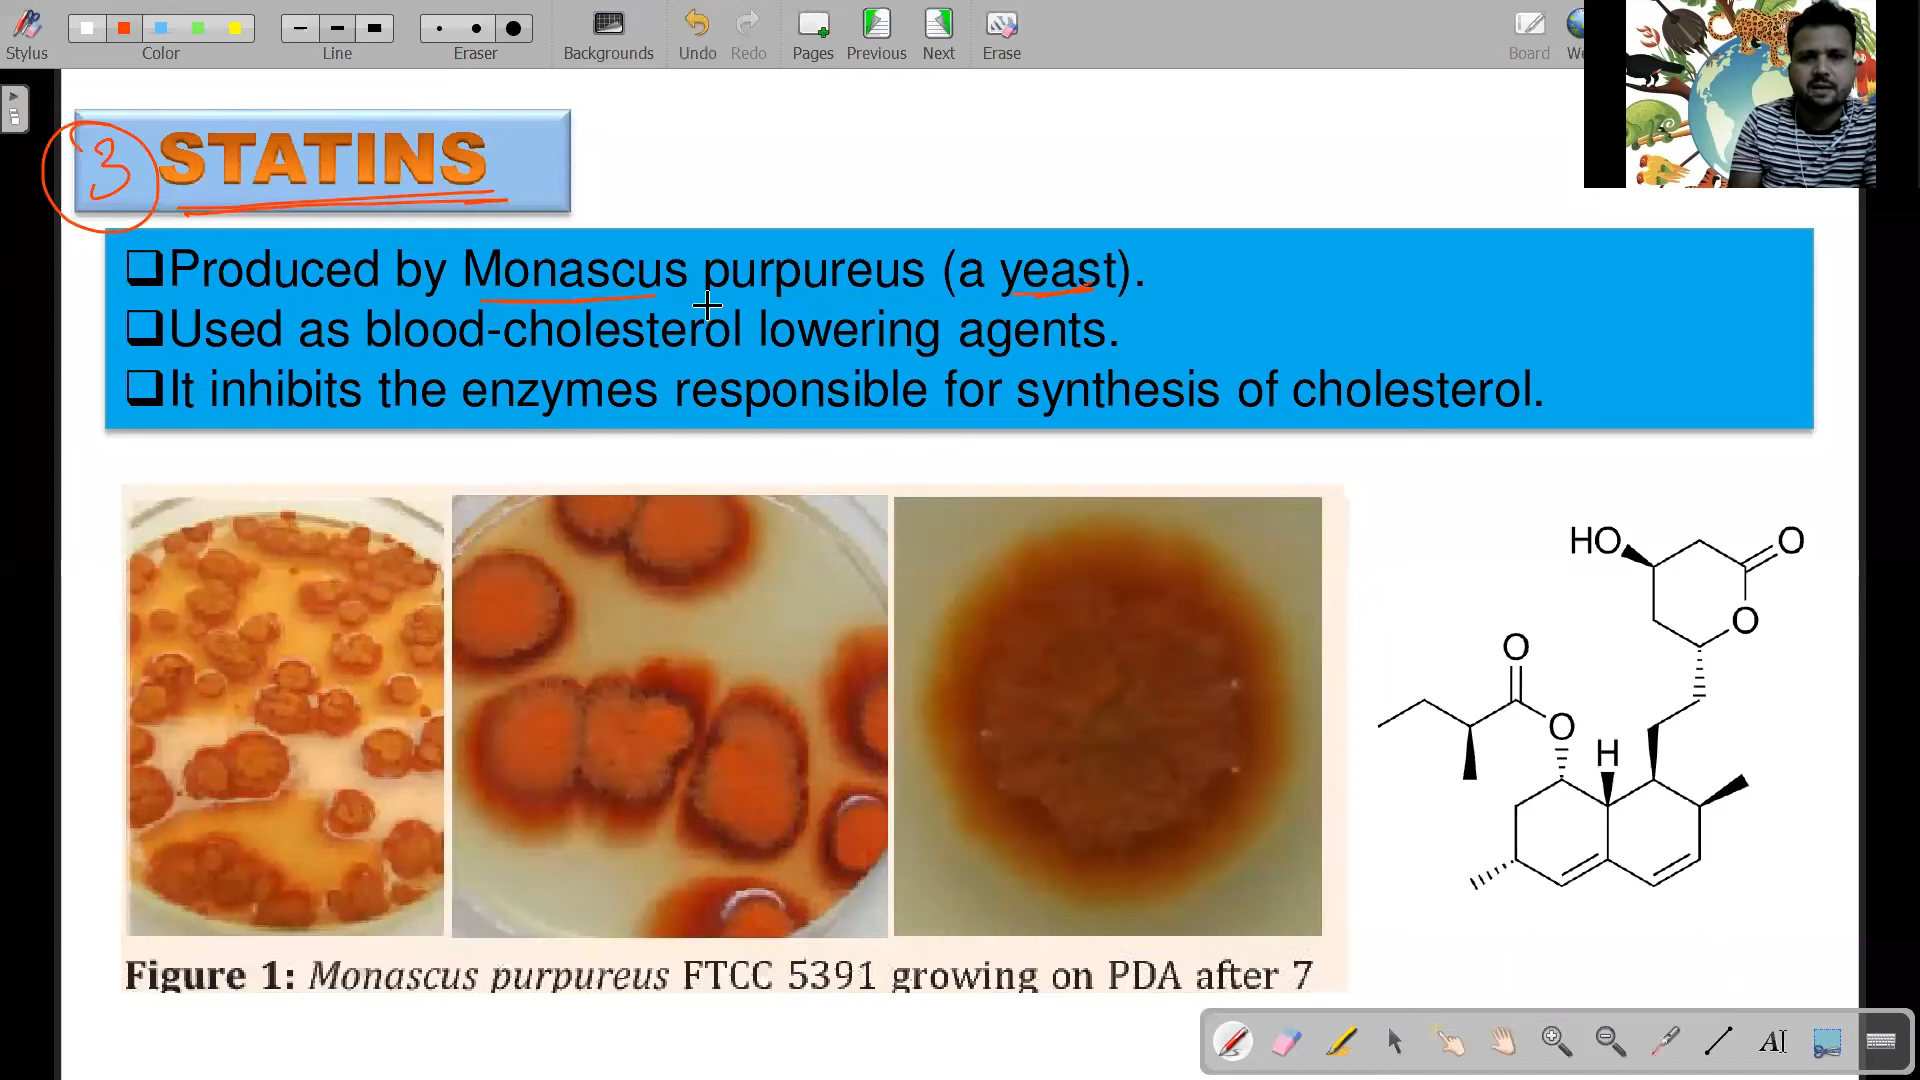 Stylus
Color
Line
Eraser
Backgrounds
Undo
Redo
Pages
Previous
Next
Erase
Board
3 STATINS
❑Produced by Monascus purpureus (a yeast).
❑Used as blood-cholesterol lowering agents.
❑It inhibits the enzymes responsible for synthesis of cholesterol.
HO
O
O
O
O
H
Figure 1: Monascus purpureus FTCC 5391 growing on PDA after 7
AI